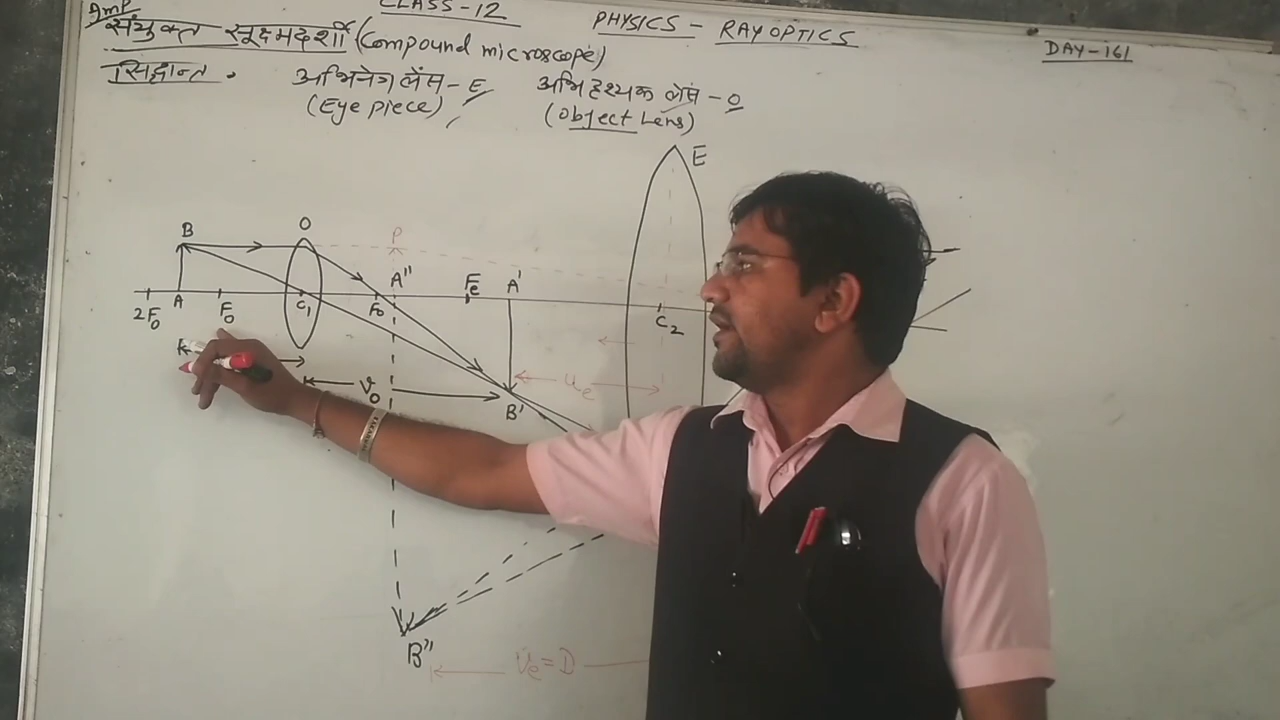 Imp
CLASS-12
PHYSICS - RAY OPTICS
DAY-161
संयुक्त - सूक्ष्मदर्शी (Compound microscope)
सिद्धान्त .
अभिनेत्र लेंस - E
अभिदृश्यक लेंस - O
(Eye piece)
(Object Lens)
E
B
O
P
A"
Fe
A'
2Fo
A
Fo
C1
Fo
C2
vo
ue
B'
B"
ve = D